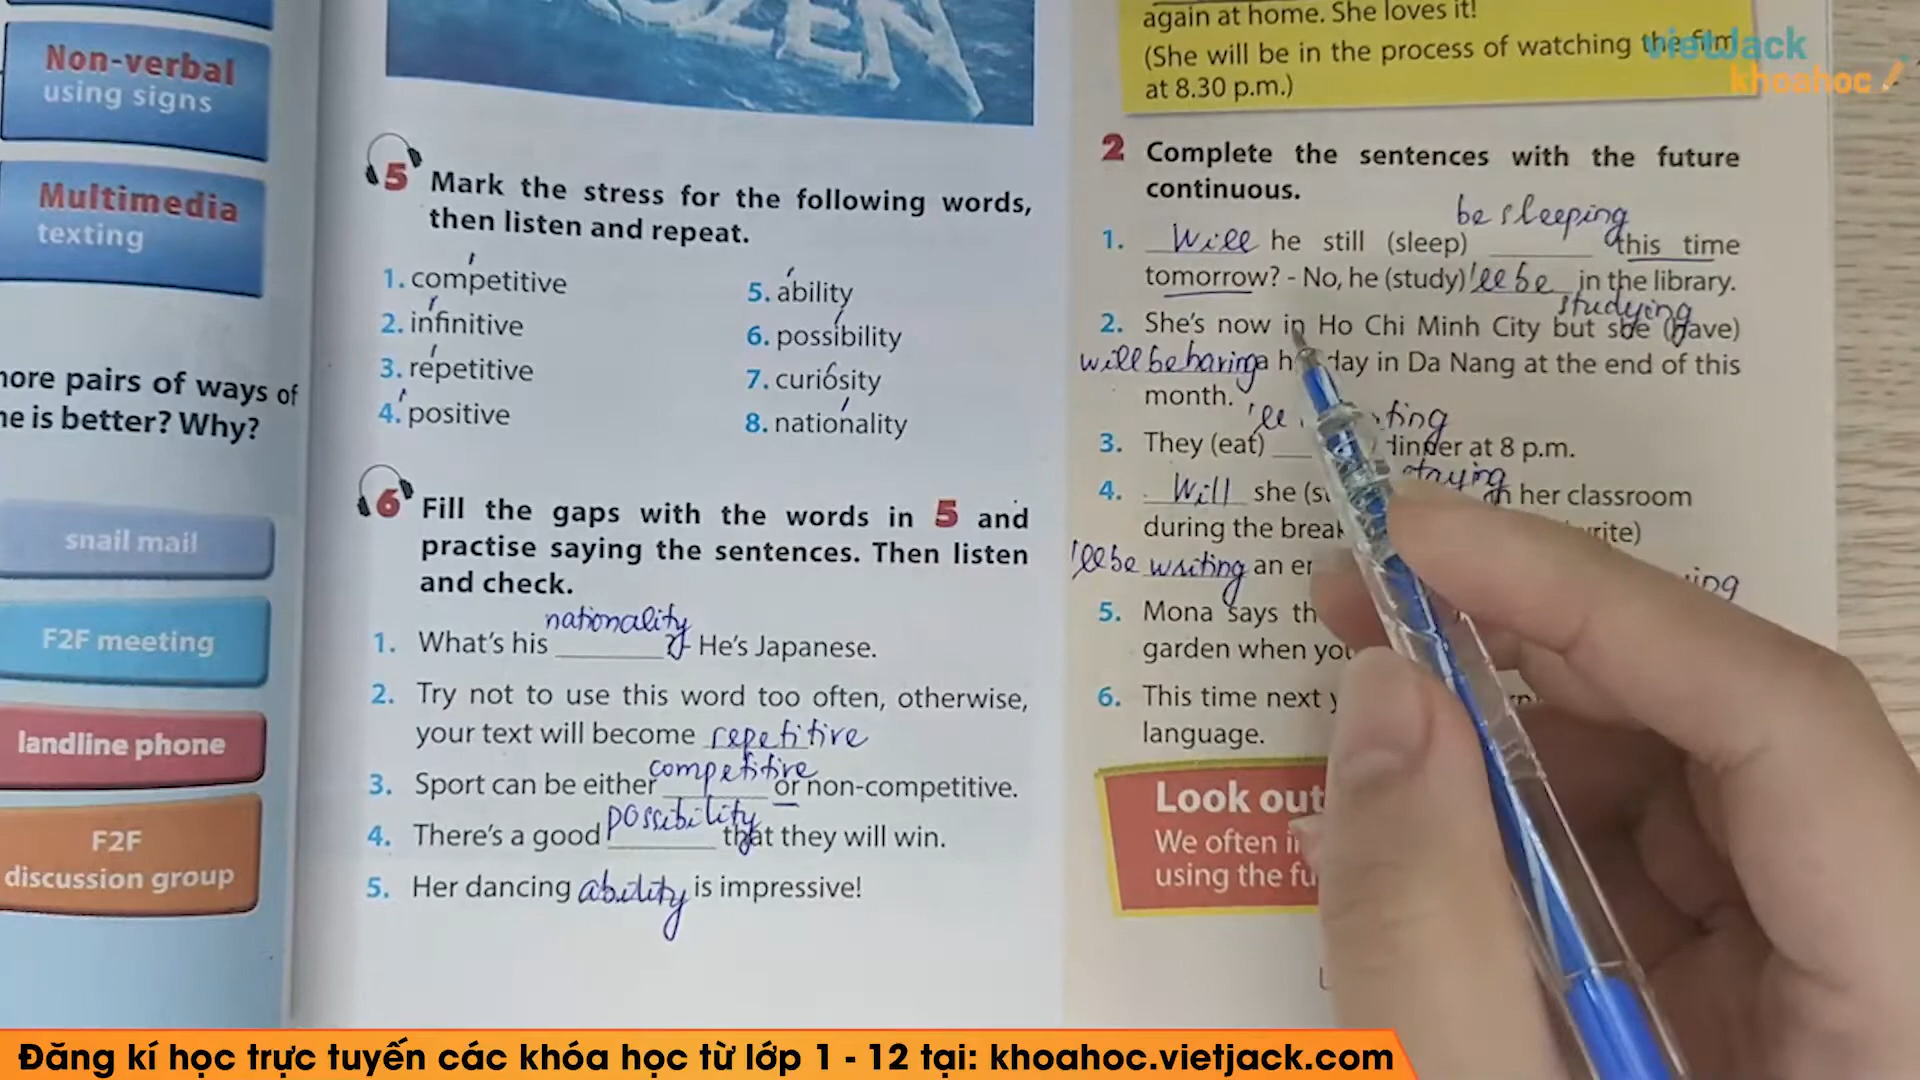 Non-verbal
using signs
Multimedia
texting
more pairs of ways of
ne is better? Why?
snail mail
F2F meeting
landline phone
F2F
discussion group
5 Mark the stress for the following words,
then listen and repeat.
1. competitive
2. infinitive
3. repetitive
4. positive
5. ability
6. possibility
7. curiosity
8. nationality
6 Fill the gaps with the words in 5 and
practise saying the sentences. Then listen
and check.
nationality
1. What's his ________? - He's Japanese.
2. Try not to use this word too often, otherwise,
your text will become repetitive
competitive
3. Sport can be either ________ or non-competitive.
possibility
4. There's a good ________ that they will win.
5. Her dancing ability is impressive!
again at home. She loves it!
(She will be in the process of watching the film
at 8.30 p.m.)
vietJack
khoahoc
2 Complete the sentences with the future
continuous.
be sleeping
1. Will he still (sleep) ________ this time
tomorrow? - No, he (study) 'll be in the library.
studying
2. She's now in Ho Chi Minh City but she (have)
will be having a holiday in Da Nang at the end of this
month.
3. They (eat) ___ dinner at 8 p.m.
staying
4. Will she in her classroom
during the break
'll be writing an
5. Mona says
garden when you
6. This time next
language.
Look out
We often
using the
Đăng kí học trực tuyến các khóa học từ lớp 1 - 12 tại: khoahoc.vietjack.com